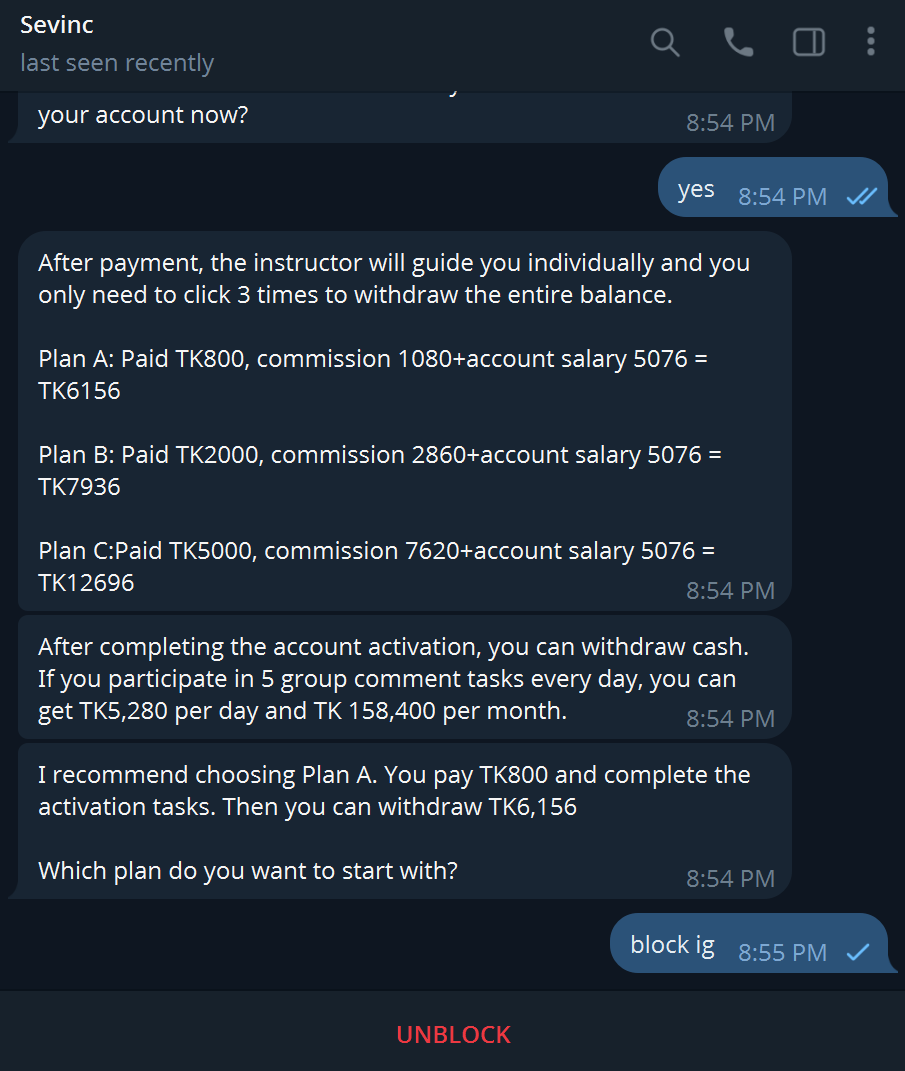 Sevinc
last seen recently
your account now?
8:54 PM
yes 8:54 PM
After payment, the instructor will guide you individually and you
only need to click 3 times to withdraw the entire balance.
Plan A: Paid TK800, commission 1080+account salary 5076 =
TK6156
Plan B: Paid TK2000, commission 2860+account salary 5076 =
TK7936
Plan C:Paid TK5000, commission 7620+account salary 5076 =
TK12696
8:54 PM
After completing the account activation, you can withdraw cash.
If you participate in 5 group comment tasks every day, you can
get TK5,280 per day and TK 158,400 per month.
8:54 PM
I recommend choosing Plan A. You pay TK800 and complete the
activation tasks. Then you can withdraw TK6,156
Which plan do you want to start with?
8:54 PM
block ig 8:55 PM
UNBLOCK